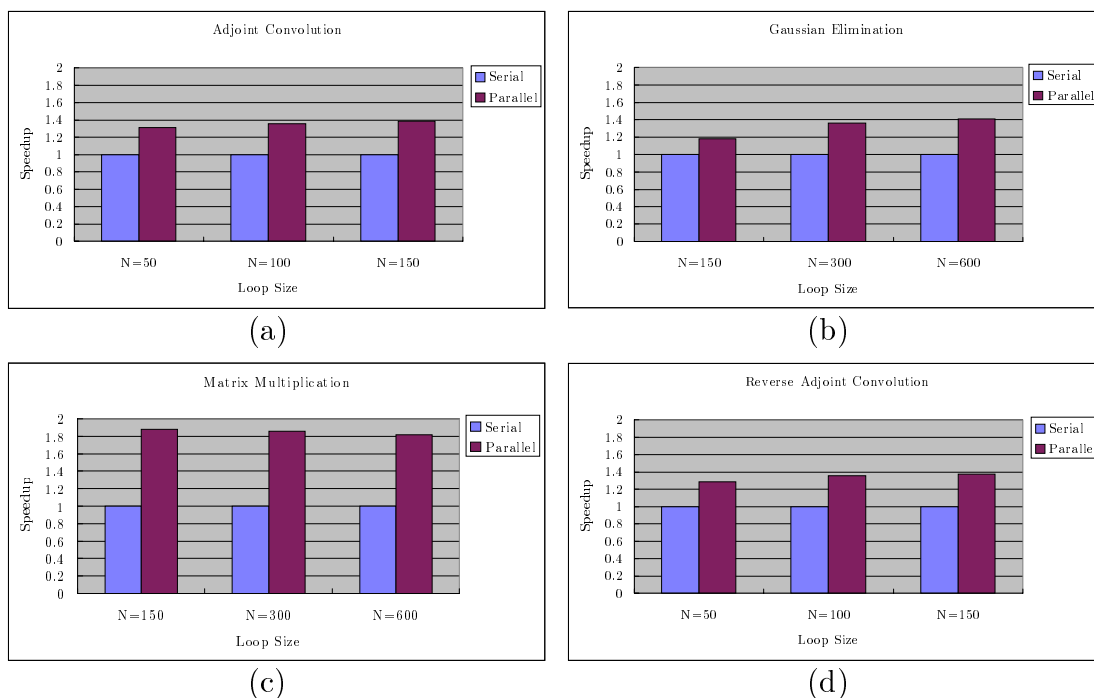 Adjoint Convolution
Speedup
2
1.8
1.6
1.4
1.2
1
0.8
0.6
0.4
0.2
0
Serial
Parallel
N=50 N=100 N=150
Loop Size
(a)
Gaussian Elimination
Speedup
2
1.8
1.6
1.4
1.2
1
0.8
0.6
0.4
0.2
0
Serial
Parallel
N=150 N=300 N=600
Loop Size
(b)
Matrix Multiplication
Speedup
2
1.8
1.6
1.4
1.2
1
0.8
0.6
0.4
0.2
0
Serial
Parallel
N=150 N=300 N=600
Loop Size
(c)
Reverse Adjoint Convolution
Speedup
2
1.8
1.6
1.4
1.2
1
0.8
0.6
0.4
0.2
0
Serial
Parallel
N=50 N=100 N=150
Loop Size
(d)